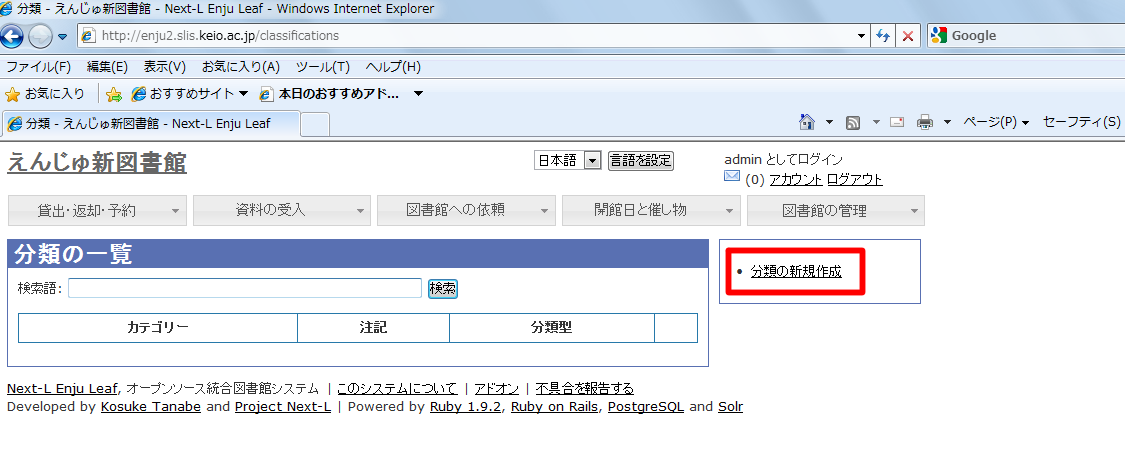 分類 - えんじゅ新図書館 - Next-L Enju Leaf - Windows Internet Explorer
http://enju2.slis.keio.ac.jp/classifications Google
ファイル(F) 編集(E) 表示(V) お気に入り(A) ツール(T) ヘルプ(H)
お気に入り おすすめサイト 本日のおすすめアド...
分類 - えんじゅ新図書館 - Next-L Enju Leaf ページ(P) セーフティ(S)
えんじゅ新図書館 日本語 言語を設定 admin としてログイン
(0) アカウント ログアウト
貸出・返却・予約 資料の受入 図書館への依頼 開館日と催し物 図書館の管理
分類の一覧
• 分類の新規作成
検索語: 検索
カテゴリー 注記 分類型
Next-L Enju Leaf, オープンソース統合図書館システム | このシステムについて | アドオン | 不具合を報告する
Developed by Kosuke Tanabe and Project Next-L | Powered by Ruby 1.9.2, Ruby on Rails, PostgreSQL and Solr